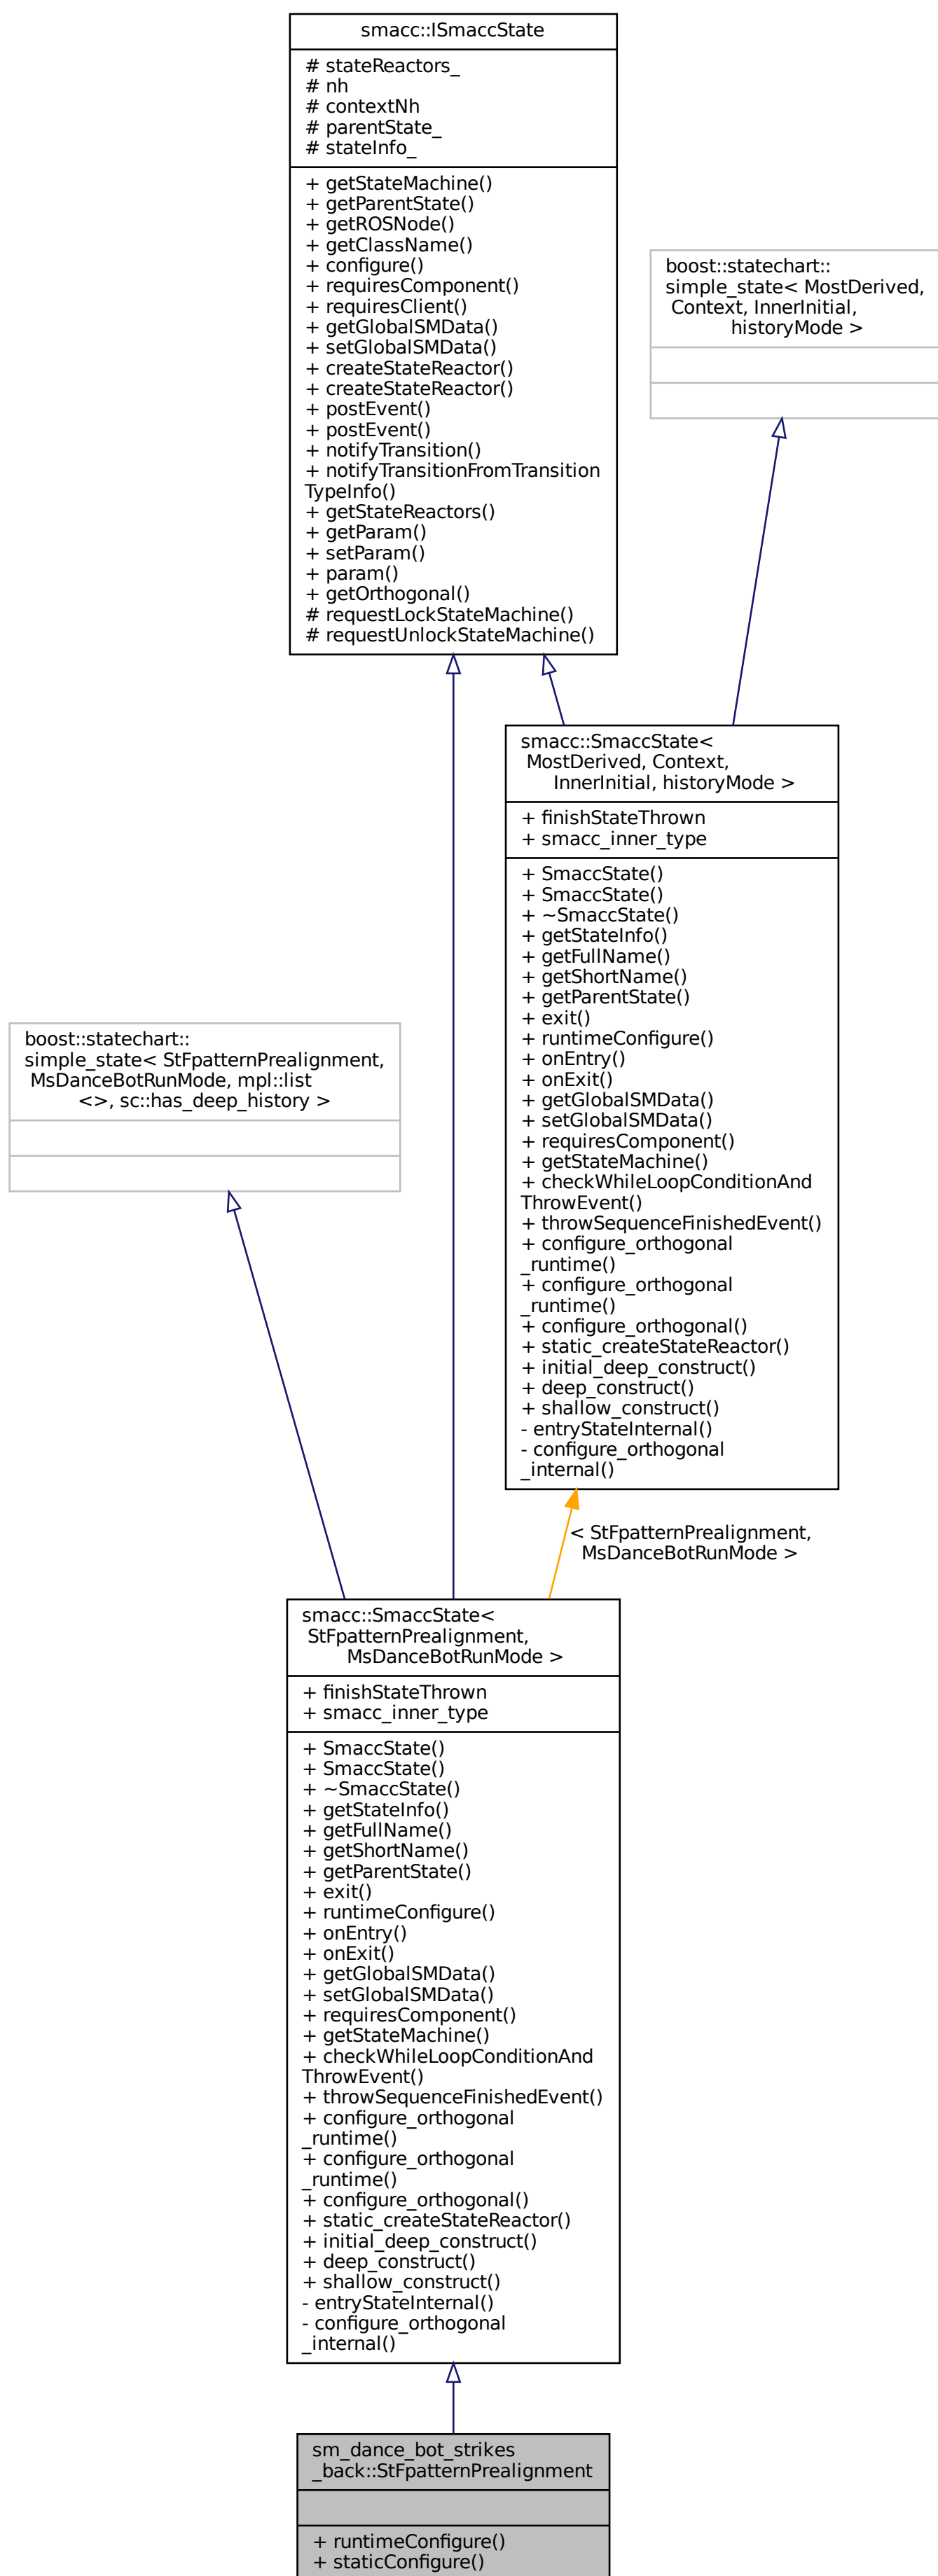 smacc::ISmaccState
# stateReactors_
# nh
# contextNh
# parentState_
# stateInfo_
+ getStateMachine()
+ getParentState()
+ getROSNode()
+ getClassName()
+ configure()
+ requiresComponent()
+ requiresClient()
+ getGlobalSMData()
+ setGlobalSMData()
+ createStateReactor()
+ createStateReactor()
+ postEvent()
+ postEvent()
+ notifyTransition()
+ notifyTransitionFromTransition
TypeInfo()
+ getStateReactors()
+ getParam()
+ setParam()
+ param()
+ getOrthogonal()
# requestLockStateMachine()
# requestUnlockStateMachine()
boost::statechart::
simple_state< MostDerived,
Context, InnerInitial,
historyMode >
smacc::SmaccState<
MostDerived, Context,
InnerInitial, historyMode >
+ finishStateThrown
+ smacc_inner_type
+ SmaccState()
+ SmaccState()
+ ~SmaccState()
+ getStateInfo()
+ getFullName()
+ getShortName()
+ getParentState()
+ exit()
+ runtimeConfigure()
+ onEntry()
+ onExit()
+ getGlobalSMData()
+ setGlobalSMData()
+ requiresComponent()
+ getStateMachine()
+ checkWhileLoopConditionAnd
ThrowEvent()
+ throwSequenceFinishedEvent()
+ configure_orthogonal
_runtime()
+ configure_orthogonal
_runtime()
+ configure_orthogonal()
+ static_createStateReactor()
+ initial_deep_construct()
+ deep_construct()
+ shallow_construct()
- entryStateInternal()
- configure_orthogonal
_internal()
boost::statechart::
simple_state< StFpatternPrealignment,
MsDanceBotRunMode, mpl::list
<>, sc::has_deep_history >
< StFpatternPrealignment,
MsDanceBotRunMode >
smacc::SmaccState<
StFpatternPrealignment,
MsDanceBotRunMode >
+ finishStateThrown
+ smacc_inner_type
+ SmaccState()
+ SmaccState()
+ ~SmaccState()
+ getStateInfo()
+ getFullName()
+ getShortName()
+ getParentState()
+ exit()
+ runtimeConfigure()
+ onEntry()
+ onExit()
+ getGlobalSMData()
+ setGlobalSMData()
+ requiresComponent()
+ getStateMachine()
+ checkWhileLoopConditionAnd
ThrowEvent()
+ throwSequenceFinishedEvent()
+ configure_orthogonal
_runtime()
+ configure_orthogonal
_runtime()
+ configure_orthogonal()
+ static_createStateReactor()
+ initial_deep_construct()
+ deep_construct()
+ shallow_construct()
- entryStateInternal()
- configure_orthogonal
_internal()
sm_dance_bot_strikes
_back::StFpatternPrealignment
+ runtimeConfigure()
+ staticConfigure()